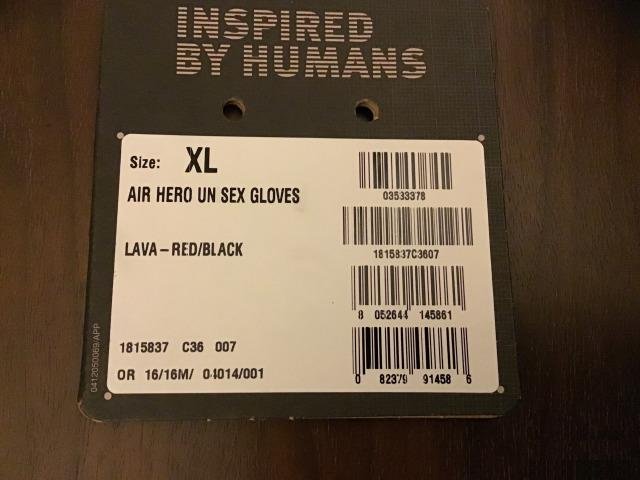 INSPIRED
BY HUMANS
Size: XL
AIR HERO UN SEX GLOVES
LAVA-RED/BLACK
1815837 C36 007
OR 16/16M/ 04014/001
03533378
1815837C3607
8 052644 145861
0 82379 91458 6
0412050069/APP